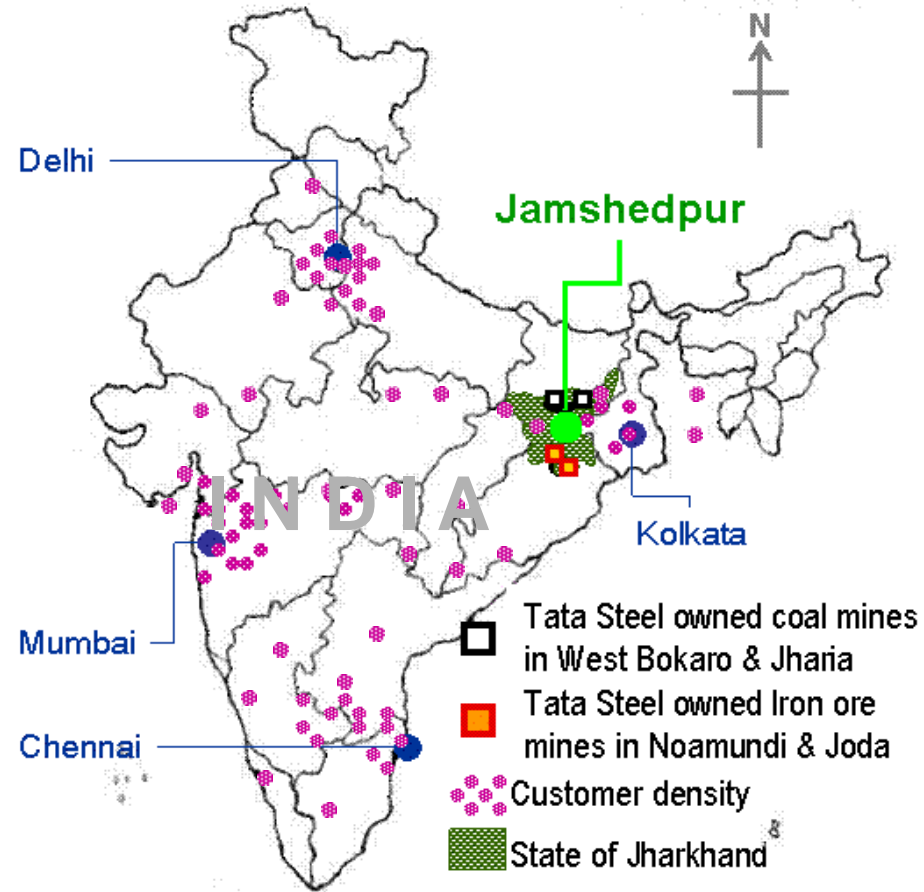 N
Delhi
Jamshedpur
INDIA
Kolkata
Mumbai
Chennai
Tata Steel owned coal mines
in West Bokaro & Jharia
Tata Steel owned Iron ore
mines in Noamundi & Joda
Customer density
State of Jharkhand